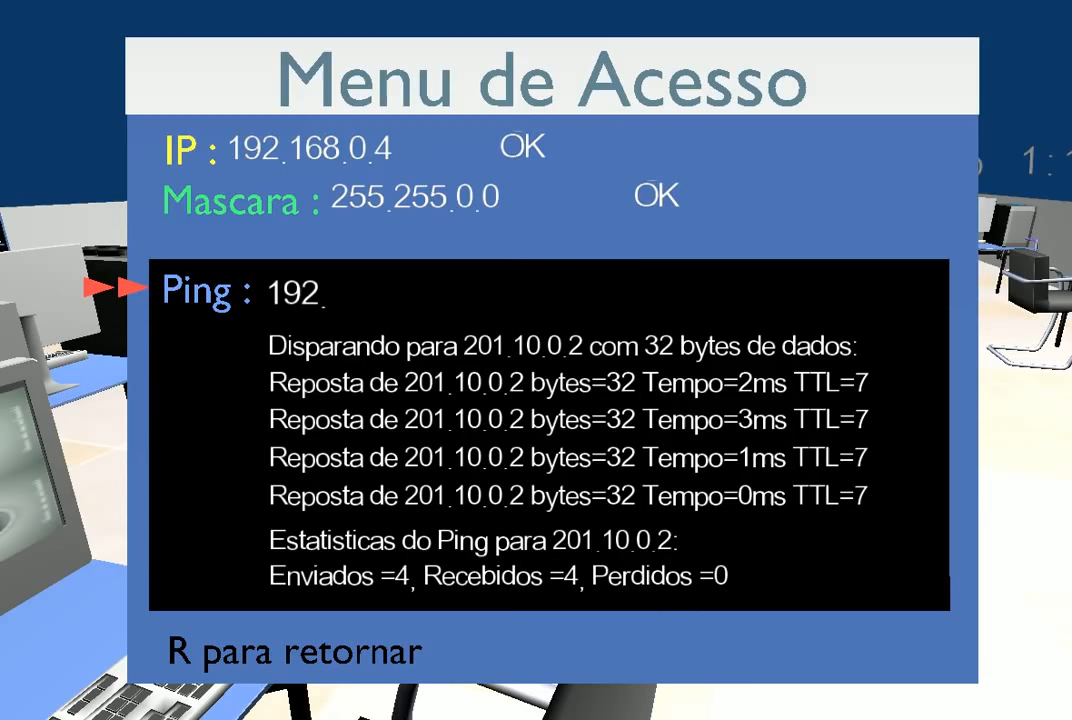 Menu de Acesso
IP : 192.168.0.4 OK
1:
Mascara : 255.255.0.0 OK
Ping : 192.
Disparando para 201.10.0.2 com 32 bytes de dados:
Reposta de 201.10.0.2 bytes=32 Tempo=2ms TTL=7
Reposta de 201.10.0.2 bytes=32 Tempo=3ms TTL=7
Reposta de 201.10.0.2 bytes=32 Tempo=1ms TTL=7
Reposta de 201.10.0.2 bytes=32 Tempo=0ms TTL=7
Estatisticas do Ping para 201.10.0.2:
Enviados =4, Recebidos =4, Perdidos =0
R para retornar